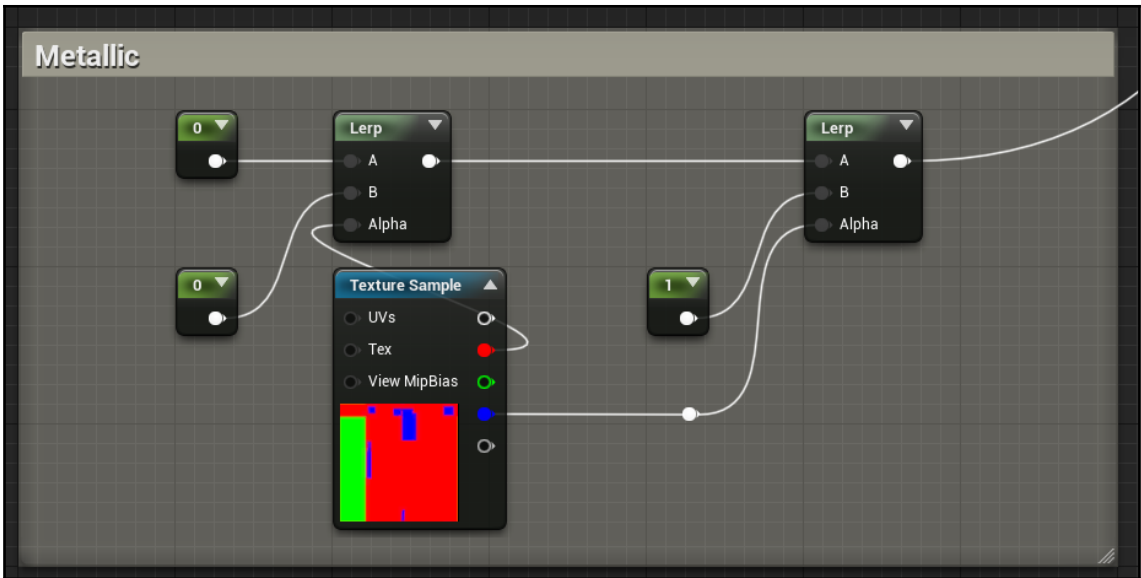 Metallic
0
Lerp
Lerp
A
A
B
B
Alpha
Alpha
0
Texture Sample
1
UVs
Tex
View MipBias